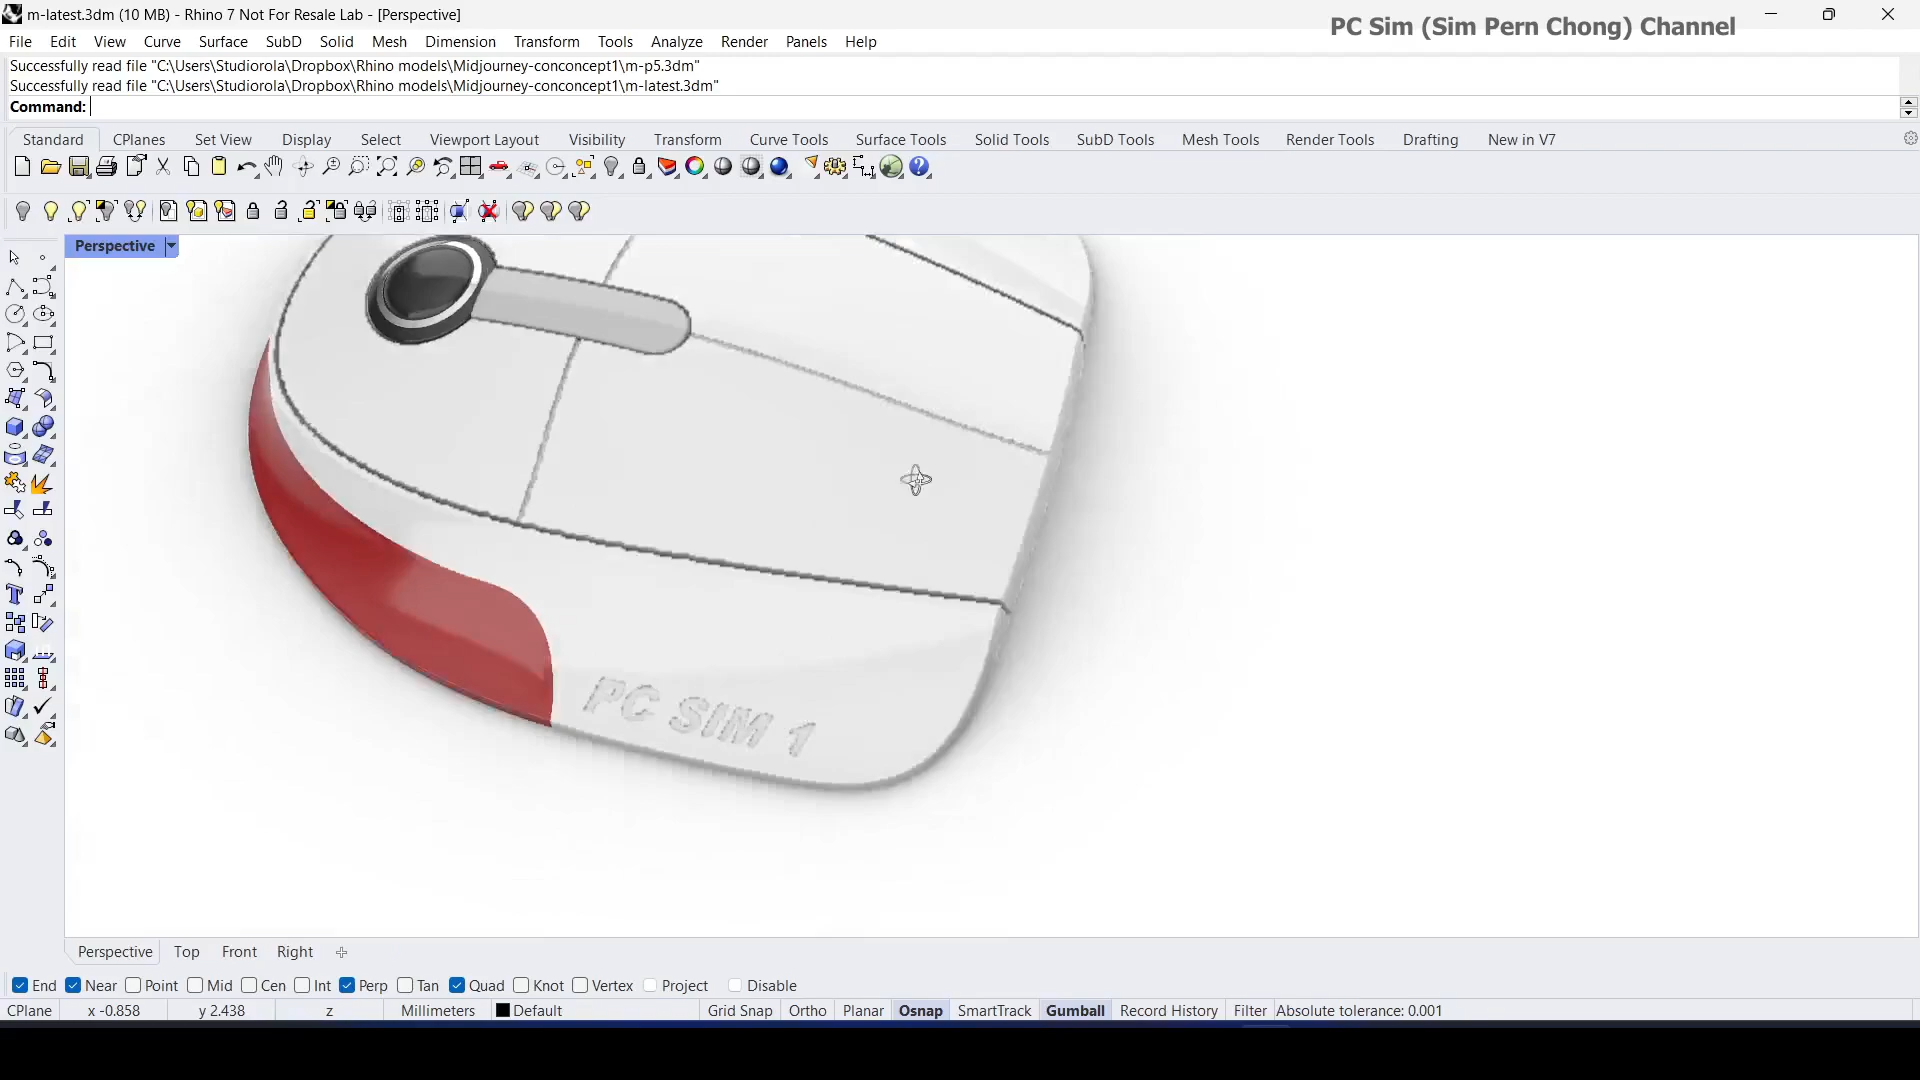 m-latest.3dm (10 MB) - Rhino 7 Not For Resale Lab - [Perspective]
PC Sim (Sim Pern Chong) Channel
File Edit View Curve Surface SubD Solid Mesh Dimension Transform Tools Analyze Render Panels Help
Successfully read file "C:\Users\Studiorola\Dropbox\Rhino models\Midjourney-conconcept1\m-p5.3dm"
Successfully read file "C:\Users\Studiorola\Dropbox\Rhino models\Midjourney-conconcept1\m-latest.3dm"
Command:
Standard CPlanes Set View Display Select Viewport Layout Visibility Transform Curve Tools Surface Tools Solid Tools SubD Tools Mesh Tools Render Tools Drafting New in V7
Perspective
PC SIM 1
Perspective Top Front Right
End Near Point Mid Cen Int Perp Tan Quad Knot Vertex Project Disable
CPlane x -0.858 y 2.438 z Millimeters Default Grid Snap Ortho Planar Osnap SmartTrack Gumball Record History Filter Absolute tolerance: 0.001